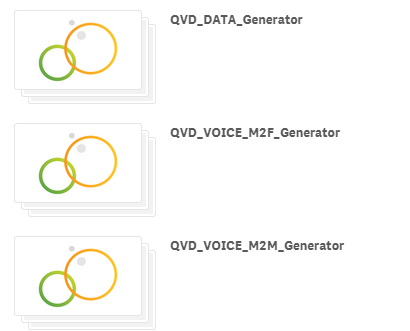 QVD_DATA_Generator
QVD_VOICE_M2F_Generator
QVD_VOICE_M2M_Generator